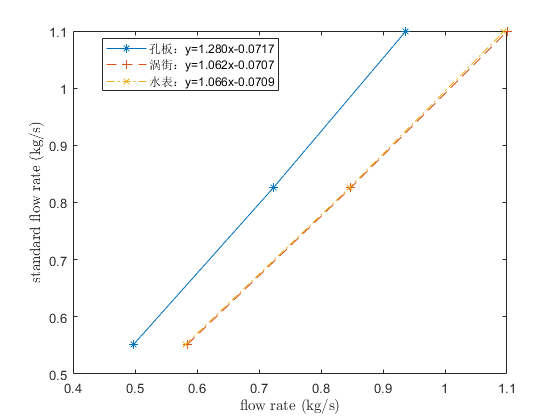 1.1
1
0.9
0.8
0.7
0.6
0.5
standard flow rate (kg/s)
孔板：y=1.280x-0.0717
涡街：y=1.062x-0.0707
水表：y=1.066x-0.0709
0.4 0.5 0.6 0.7 0.8 0.9 1 1.1
flow rate (kg/s)